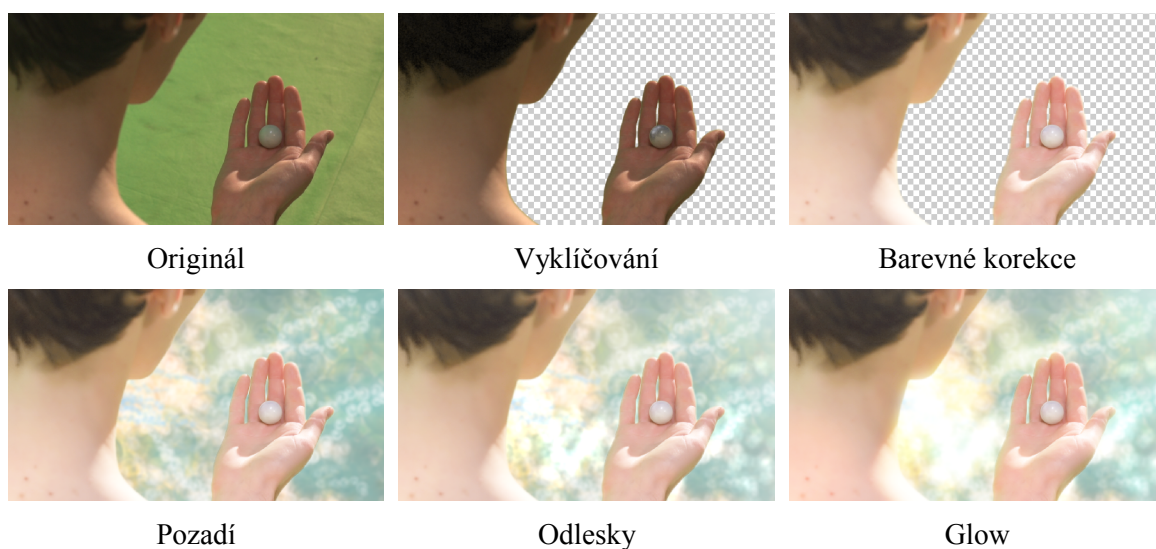 Originál
Vyklíčování
Barevné korekce
Pozadí
Odlesky
Glow